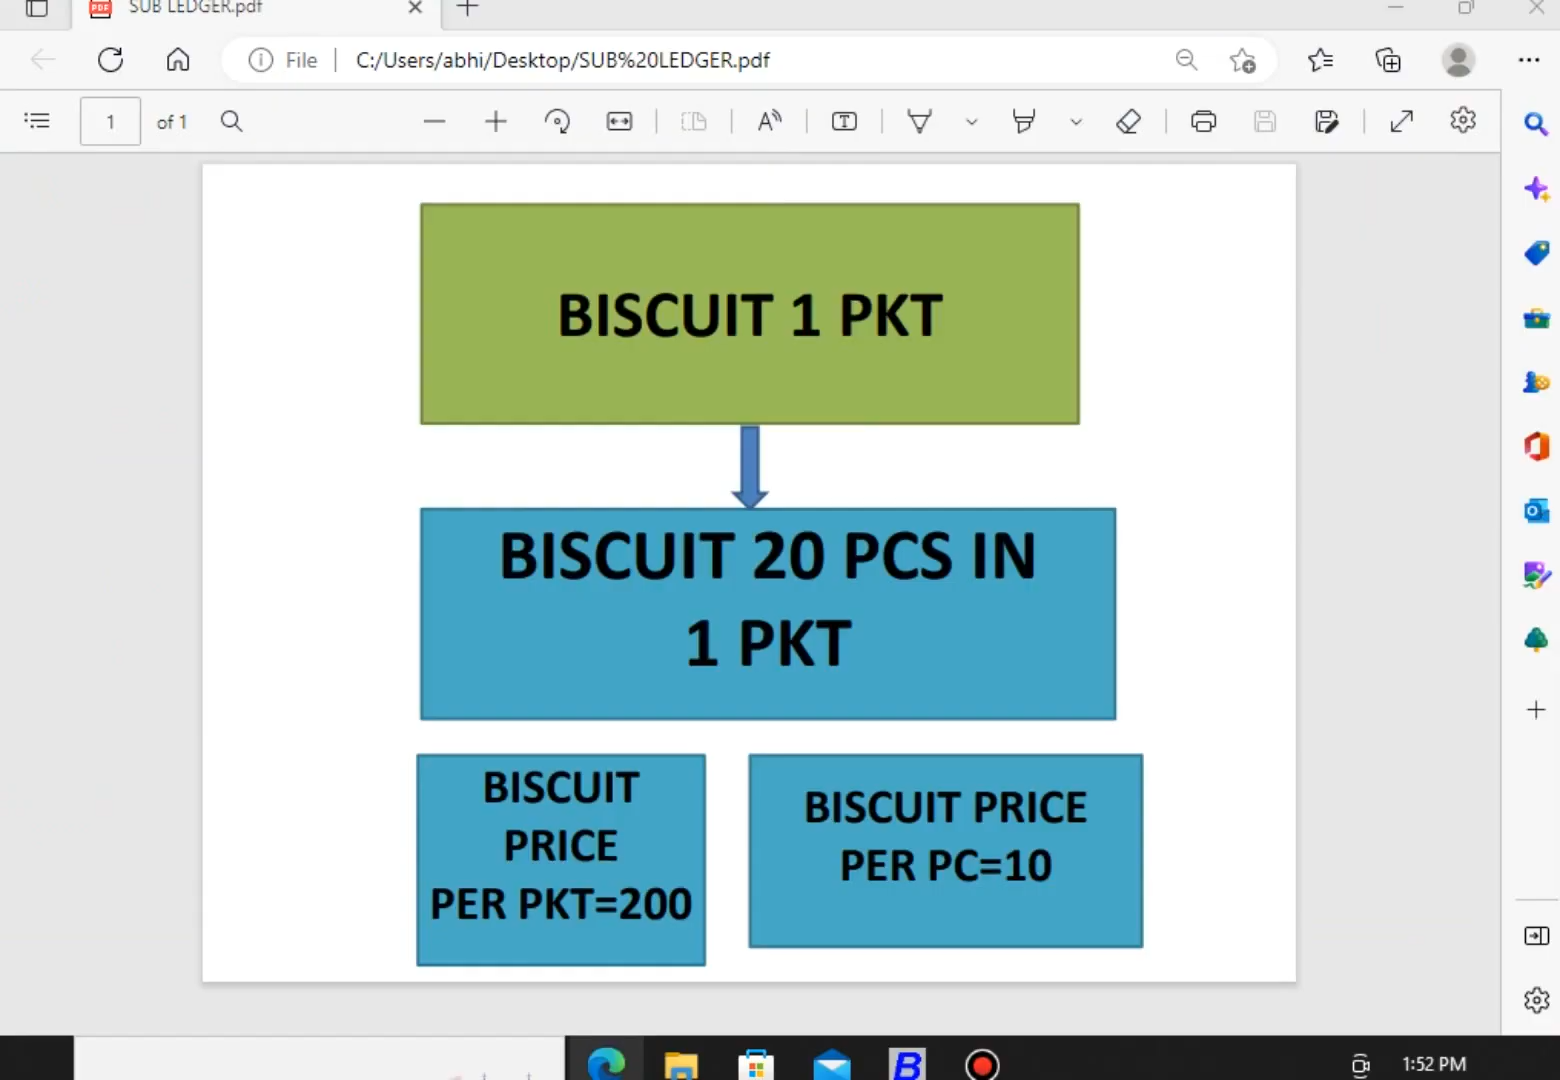 SUB LEDGER.pdf
File
C:/Users/abhi/Desktop/SUB%20LEDGER.pdf
1 of 1
BISCUIT 1 PKT
BISCUIT 20 PCS IN
1 PKT
BISCUIT
PRICE
PER PKT=200
BISCUIT PRICE
PER PC=10
1:52 PM